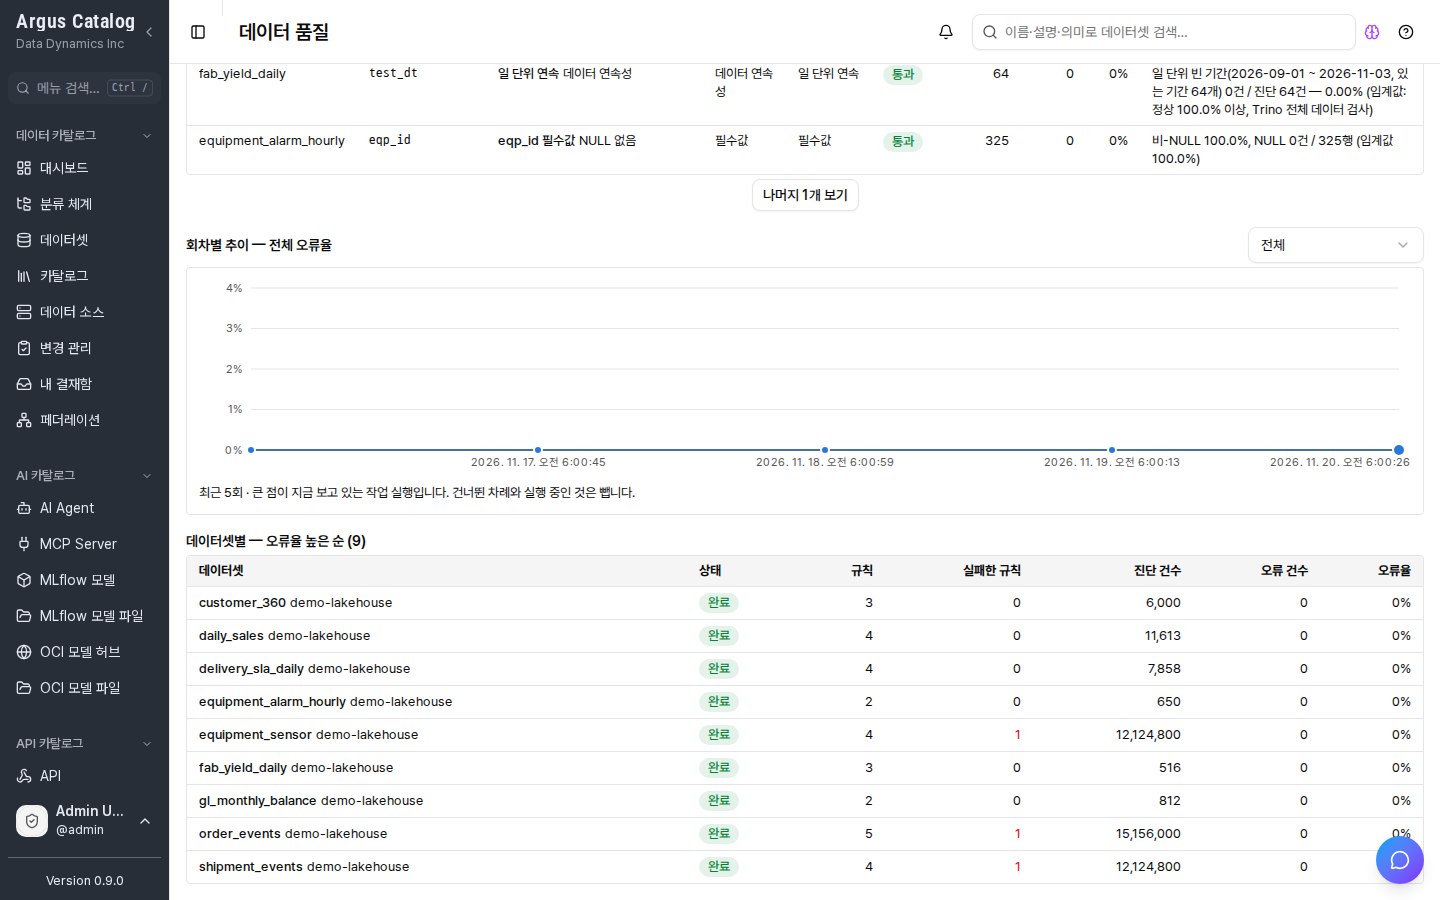 Argus Catalog
Data Dynamics Inc
메뉴 검색... Ctrl /
데이터 카탈로그
대시보드
분류 체계
데이터셋
카탈로그
데이터 소스
변경 관리
내 결재함
페더레이션
AI 카탈로그
AI Agent
MCP Server
MLflow 모델
MLflow 모델 파일
OCI 모델 허브
OCI 모델 파일
API 카탈로그
API
Admin U...
@admin
Version 0.9.0
데이터 품질
이름·설명·의미로 데이터셋 검색...
fab_yield_daily test_dt 일 단위 연속 데이터 연속성 데이터 연속 일 단위 연속 통과 64 0 0% 일 단위 빈 기간(2026-09-01 ~ 2026-11-03, 있
성 는 기간 64개) 0건 / 진단 64건 — 0.00% (임계값:
정상 100.0% 이상, Trino 전체 데이터 검사)
equipment_alarm_hourly eqp_id eqp_id 필수값 NULL 없음 필수값 필수값 통과 325 0 0% 비-NULL 100.0%, NULL 0건 / 325행 (임계값
100.0%)
나머지 1개 보기
회차별 추이 — 전체 오류율 전체
4%
3%
2%
1%
0%
2026. 11. 17. 오전 6:00:45 2026. 11. 18. 오전 6:00:59 2026. 11. 19. 오전 6:00:13 2026. 11. 20. 오전 6:00:26
최근 5회 · 큰 점이 지금 보고 있는 작업 실행입니다. 건너뛴 차례와 실행 중인 것은 뺍니다.
데이터셋별 — 오류율 높은 순 (9)
데이터셋 상태 규칙 실패한 규칙 진단 건수 오류 건수 오류율
customer_360 demo-lakehouse 완료 3 0 6,000 0 0%
daily_sales demo-lakehouse 완료 4 0 11,613 0 0%
delivery_sla_daily demo-lakehouse 완료 4 0 7,858 0 0%
equipment_alarm_hourly demo-lakehouse 완료 2 0 650 0 0%
equipment_sensor demo-lakehouse 완료 4 1 12,124,800 0 0%
fab_yield_daily demo-lakehouse 완료 3 0 516 0 0%
gl_monthly_balance demo-lakehouse 완료 2 0 812 0 0%
order_events demo-lakehouse 완료 5 1 15,156,000 0 0%
shipment_events demo-lakehouse 완료 4 1 12,124,800 0